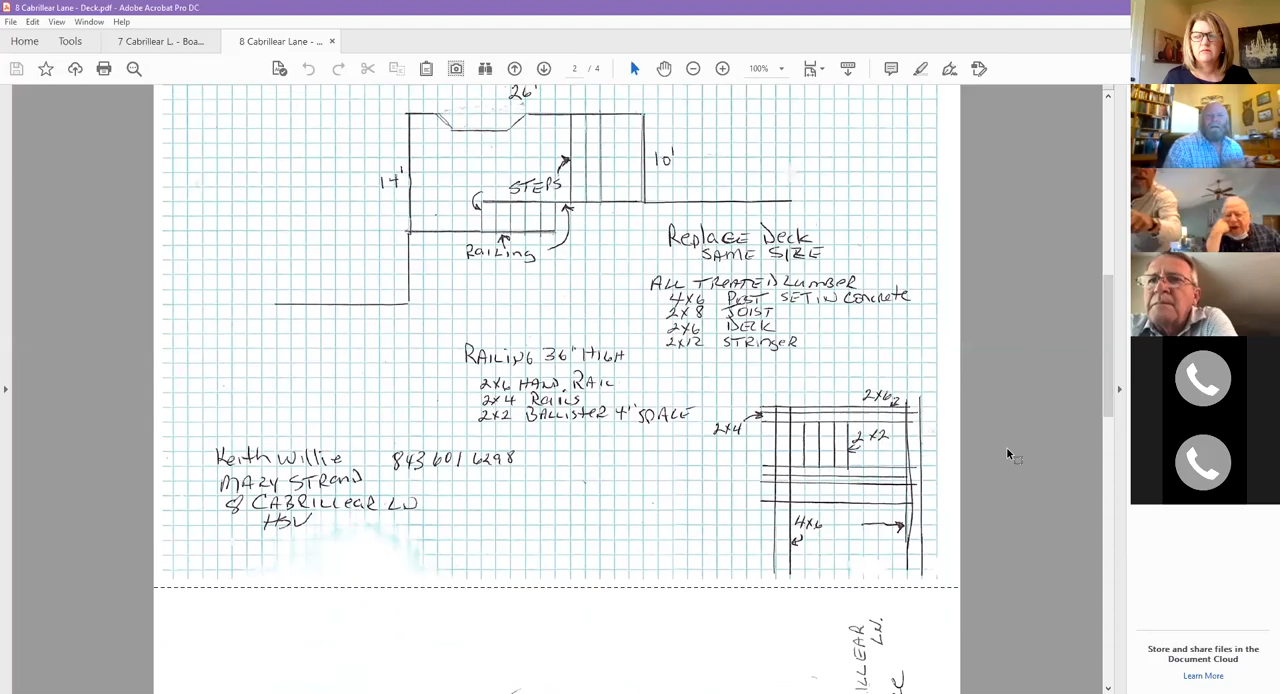 8 Cabrillear Lane - Deck.pdf - Adobe Acrobat Pro DC
File Edit View Window Help
Home Tools 7 Cabrillear L. - Boa... 8 Cabrillear Lane - ... ×
2 / 4 100%
26'
14'
10'
STEPS
RAILING
REPLACE DECK
SAME SIZE
ALL TREATED LUMBER
4X6 POST SET IN CONCRETE
2X8 JOIST
2X6 DECK
2X12 STRINGER
RAILING 36" HIGH
2X6 HAND RAIL
2X4 RAILS
2X2 BALLISTER 4"
2X6
2X4
2X2
4X6
Keith Willie 843 601 6298
MARY STRAND
8 CABRILLEAR LN
HSV
LLEAR
LN.
Store and share files in the
Document Cloud
Learn More